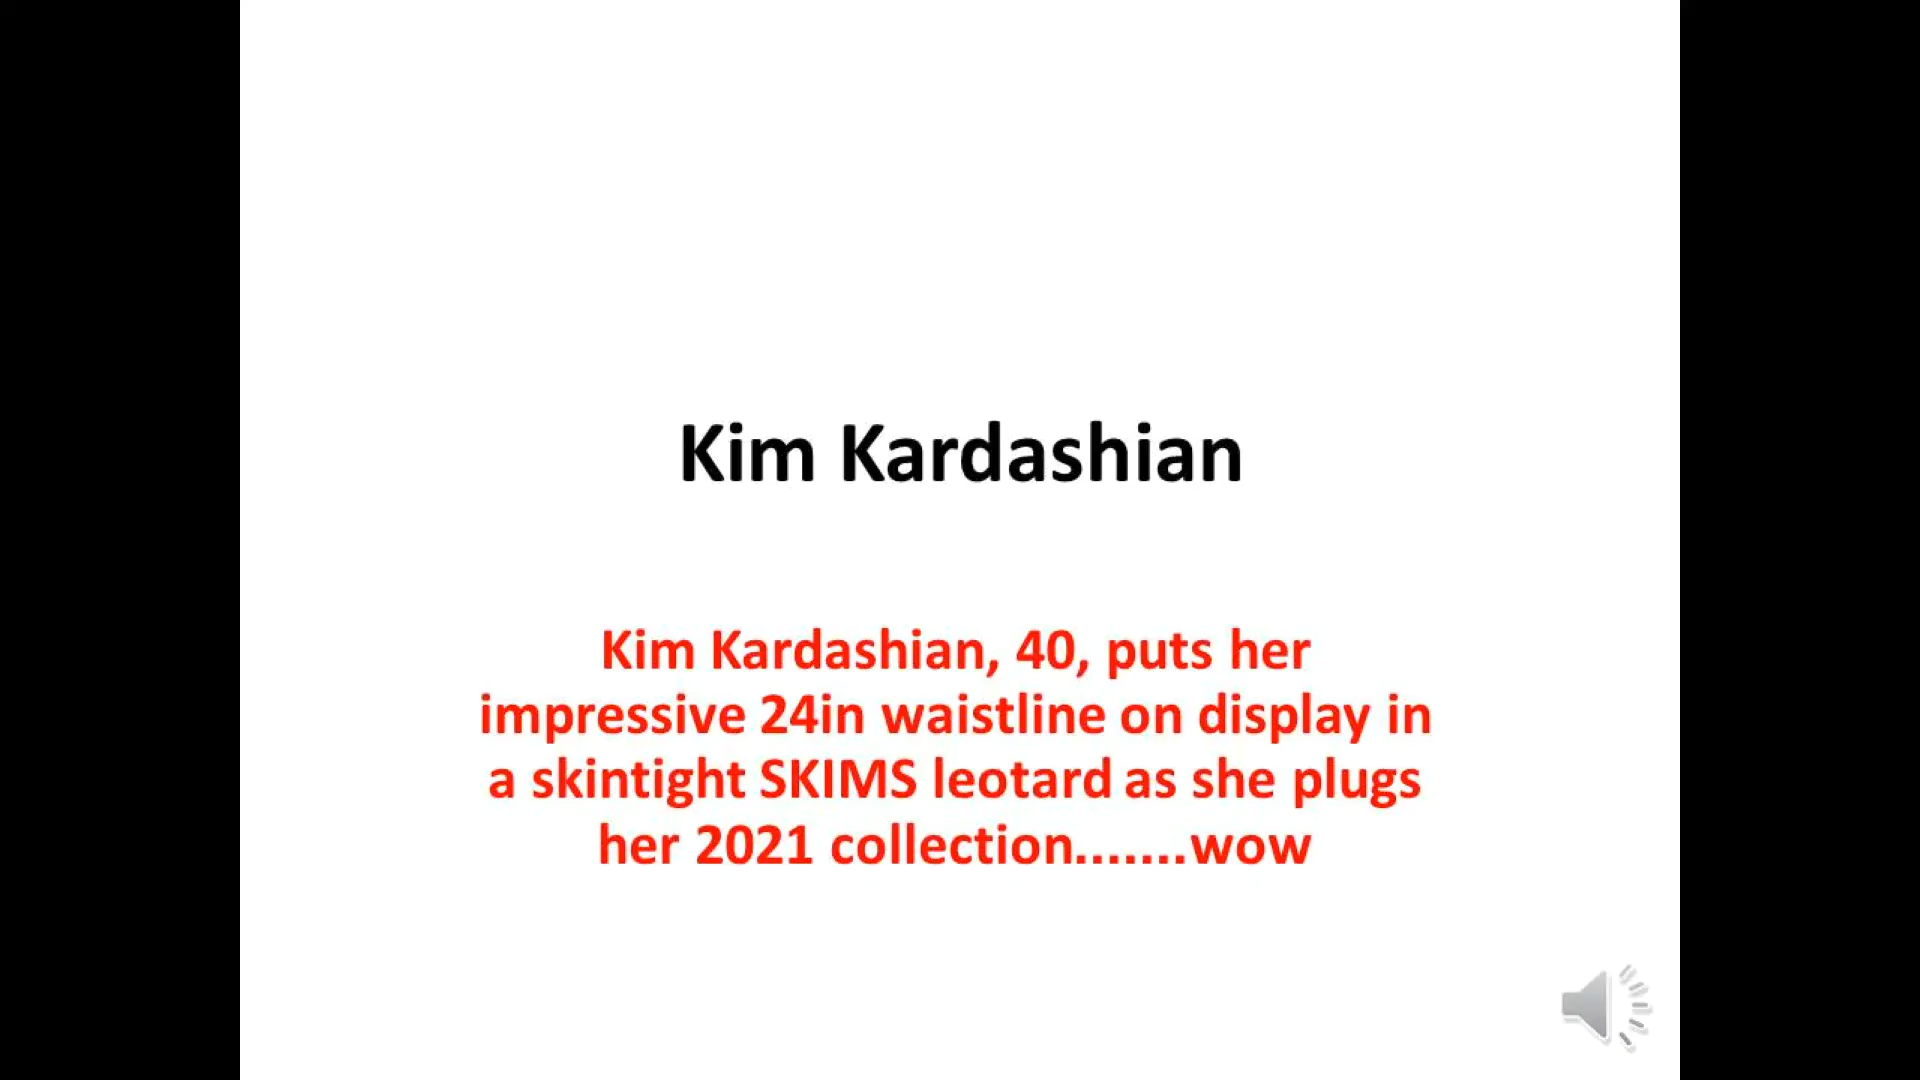 Kim Kardashian
Kim Kardashian, 40, puts her
impressive 24in waistline on display in
a skintight SKIMS leotard as she plugs
her 2021 collection.......wow